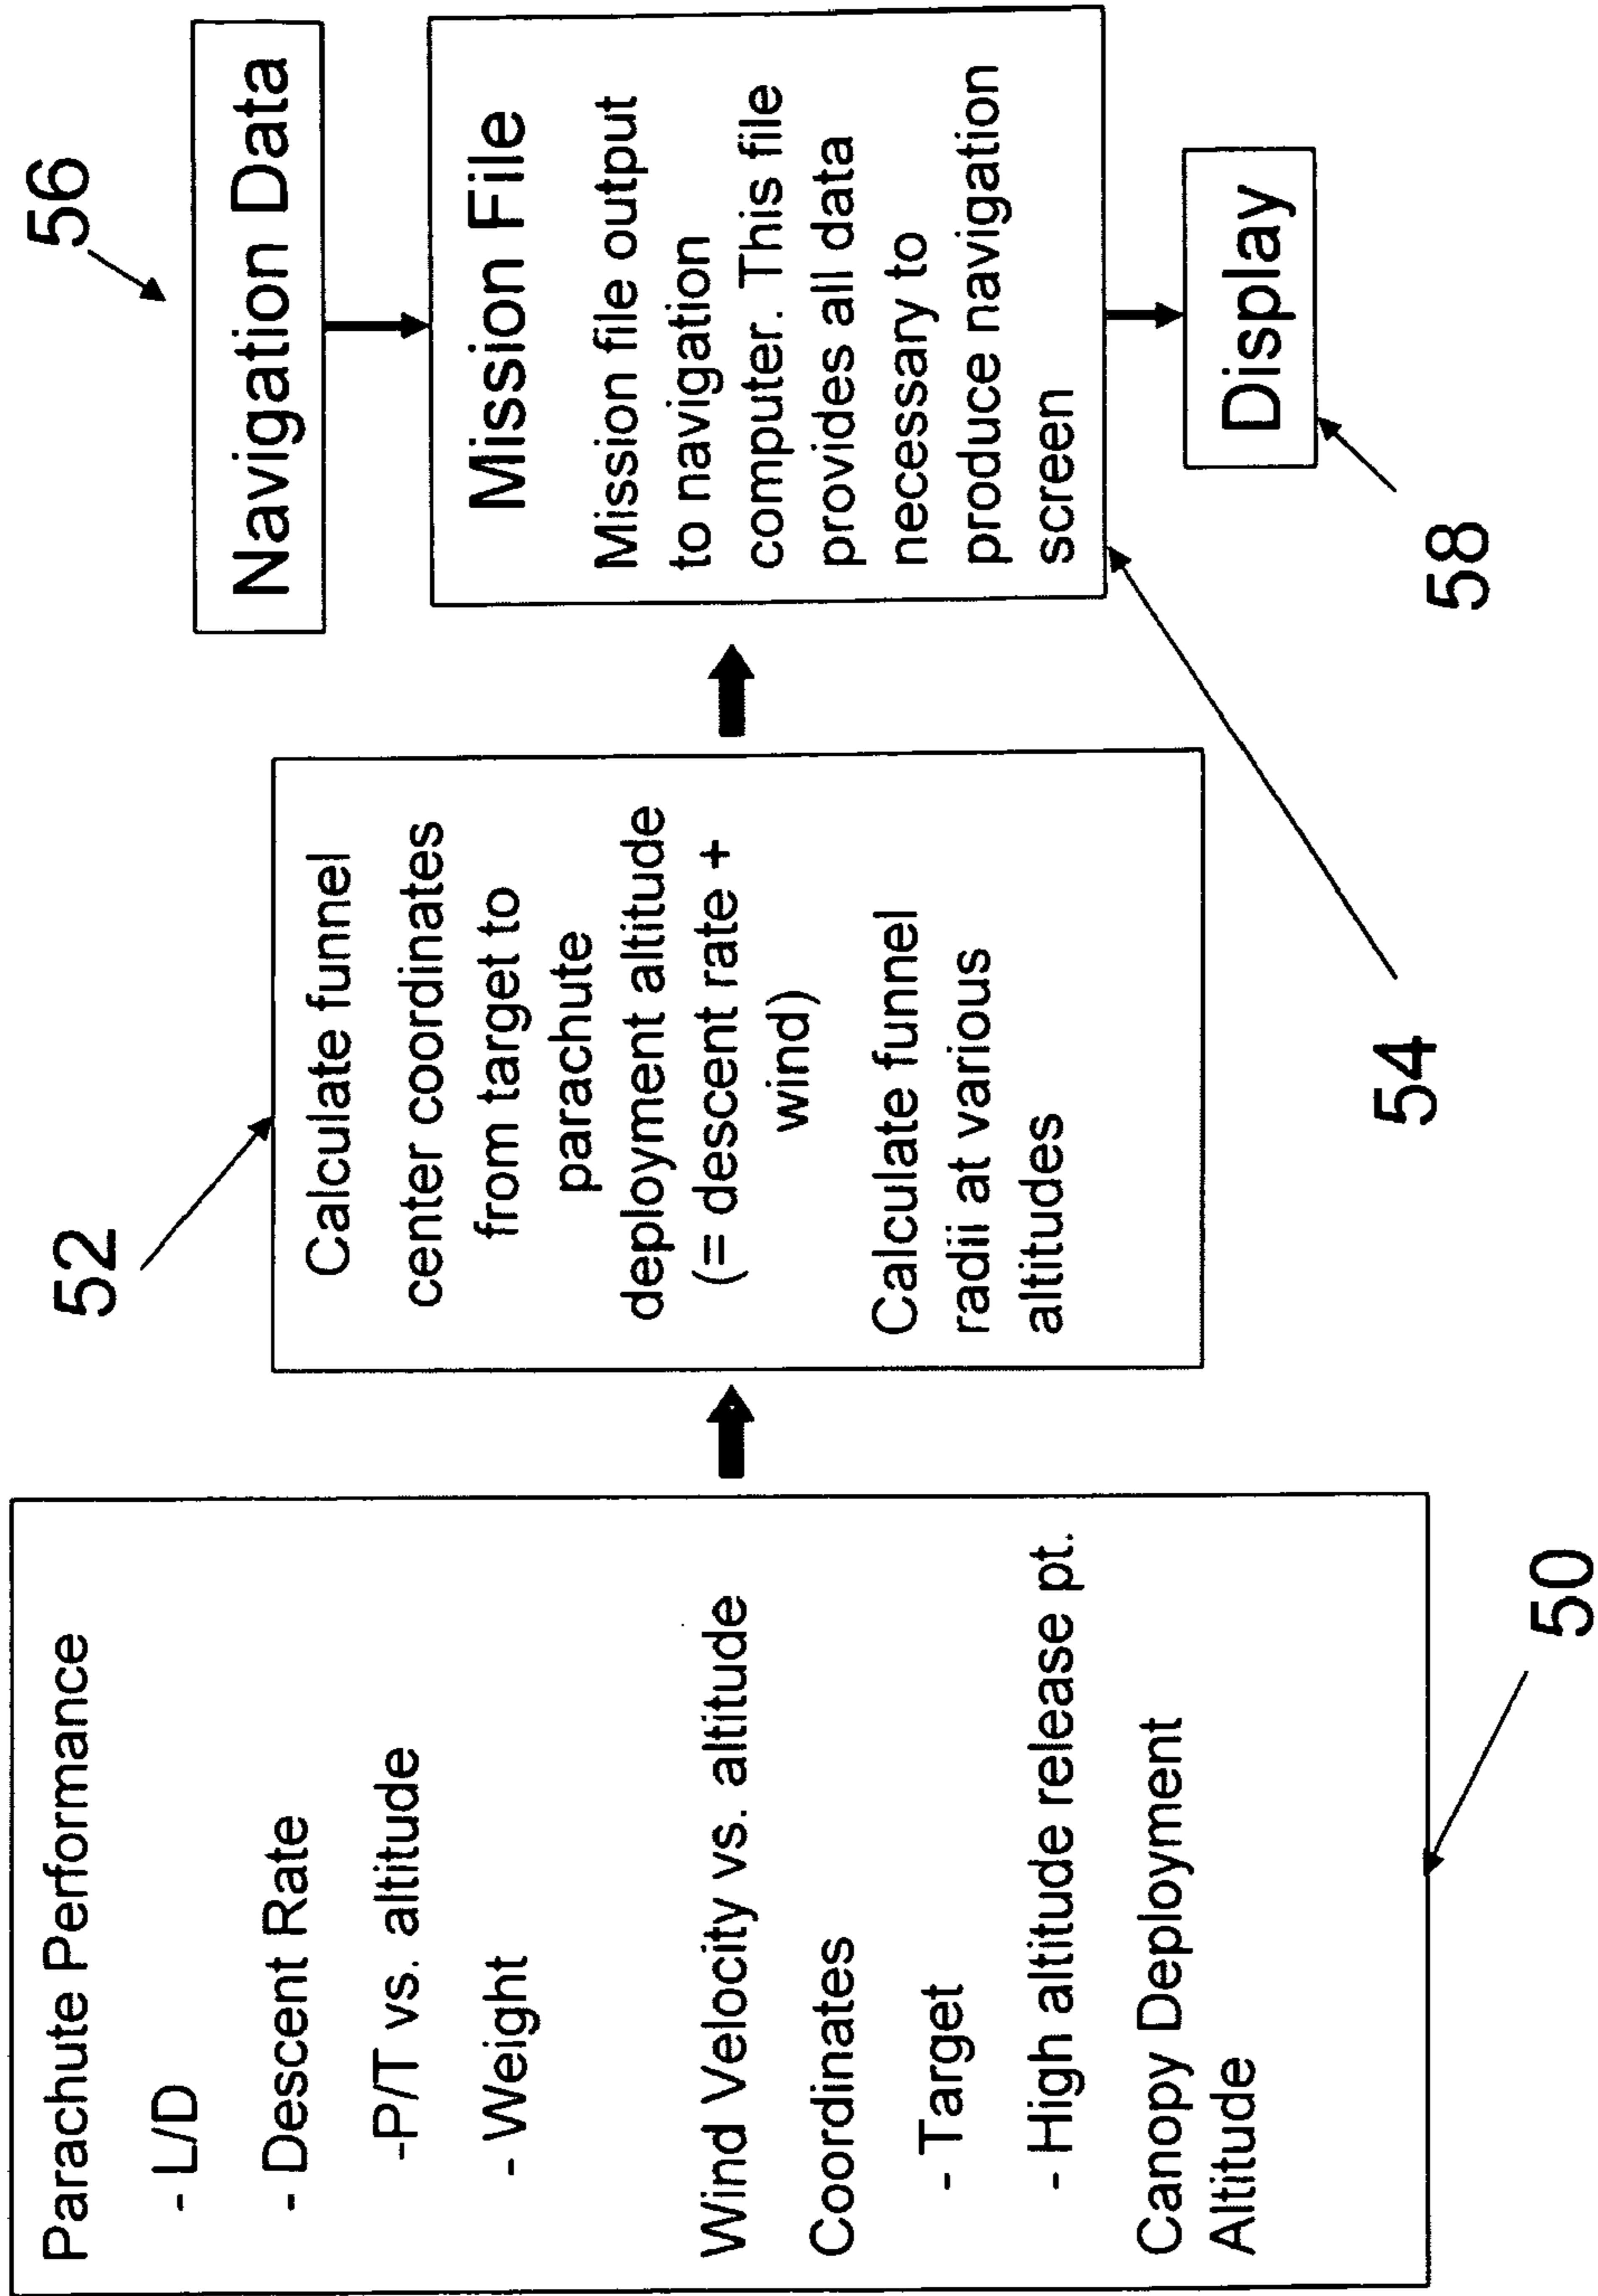 Parachute Performance
- L/D
- Descent Rate
-P/T vs. altitude
- Weight
Wind Velocity vs. altitude
Coordinates
- Target
- High altitude release pt.
Canopy Deployment
Altitude
50
52
Calculate funnel
center coordinates
from target to
parachute
deployment altitude
(= descent rate +
wind)
Calculate funnel
radii at various
altitudes
54
56
Navigation Data
Mission File
Mission file output
to navigation
computer. This file
provides all data
necessary to
produce navigation
screen
Display
58